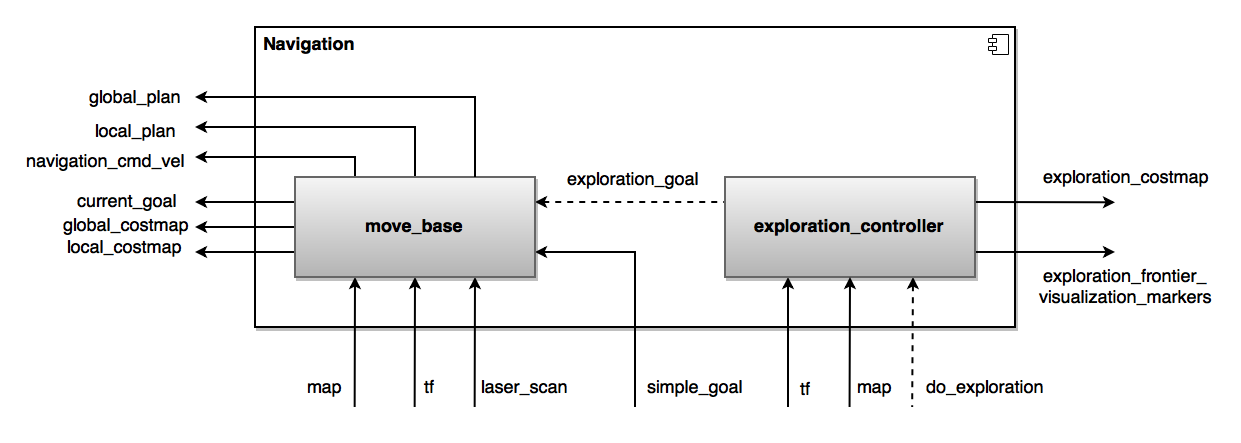 Navigation
global_plan
local_plan
navigation_cmd_vel
current_goal
global_costmap
local_costmap
move_base
exploration_goal
exploration_controller
exploration_costmap
exploration_frontier_
visualization_markers
map
tf
laser_scan
simple_goal
tf
map
do_exploration